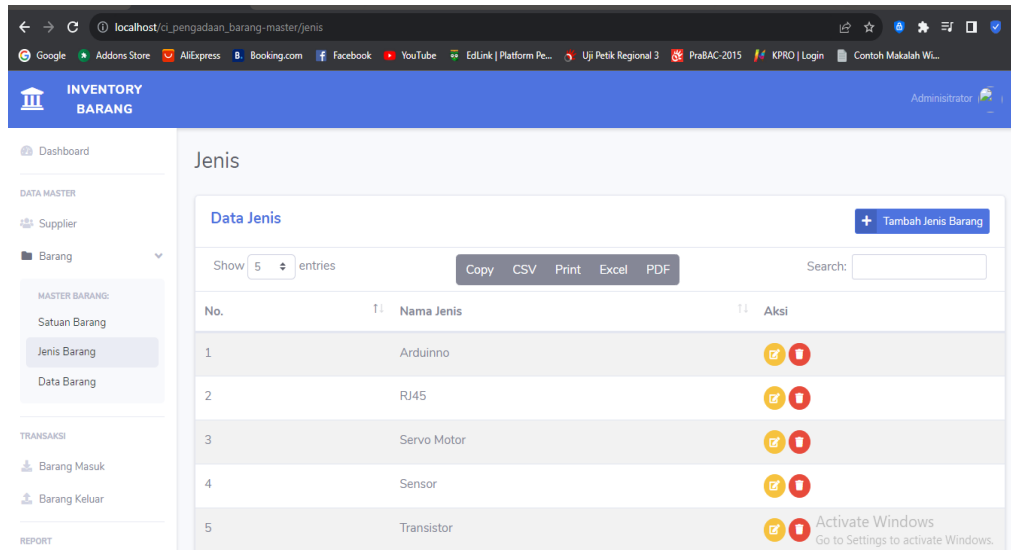 localhost/ci_pengadaan_barang-master/jenis
Google Addons Store AliExpress Booking.com Facebook YouTube EdLink | Platform Pe... Uji Petik Regional 3 PraBAC-2015 KPRO | Login Contoh Makalah Wi...
INVENTORY
BARANG
Adminisitrator
Dashboard
DATA MASTER
Supplier
Barang
MASTER BARANG:
Satuan Barang
Jenis Barang
Data Barang
TRANSAKSI
Barang Masuk
Barang Keluar
REPORT
Jenis
Data Jenis
+ Tambah Jenis Barang
Show 5 entries
Copy CSV Print Excel PDF
Search:
No. Nama Jenis Aksi
1 Arduinno
2 RJ45
3 Servo Motor
4 Sensor
5 Transistor
Activate Windows
Go to Settings to activate Windows.